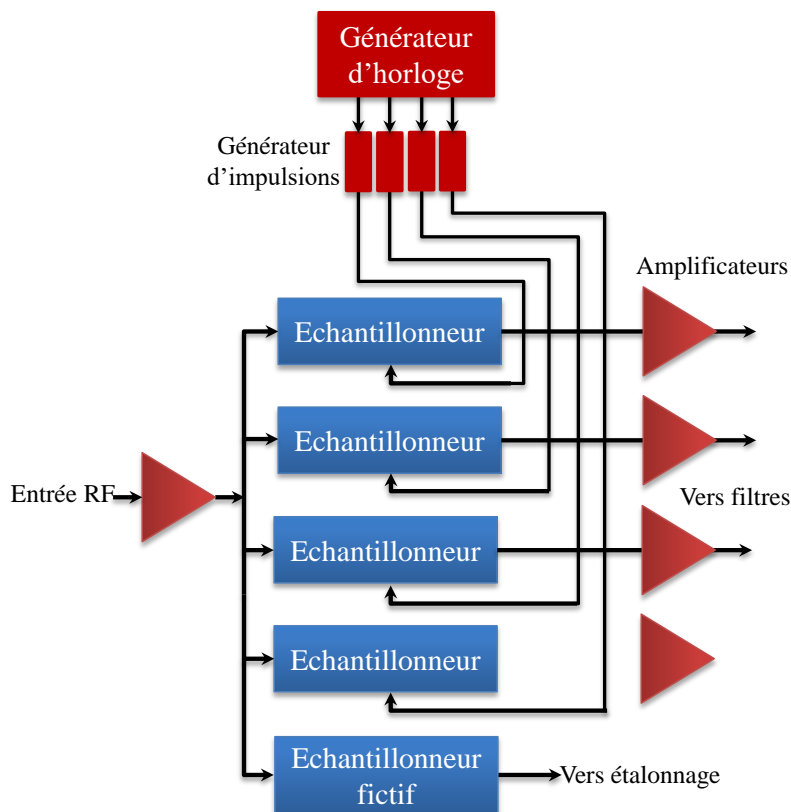 Générateur
d’horloge
Générateur
d’impulsions
Amplificateurs
Echantillonneur
Echantillonneur
Entrée RF
Vers filtres
Echantillonneur
Echantillonneur
Echantillonneur
fictif
Vers étalonnage